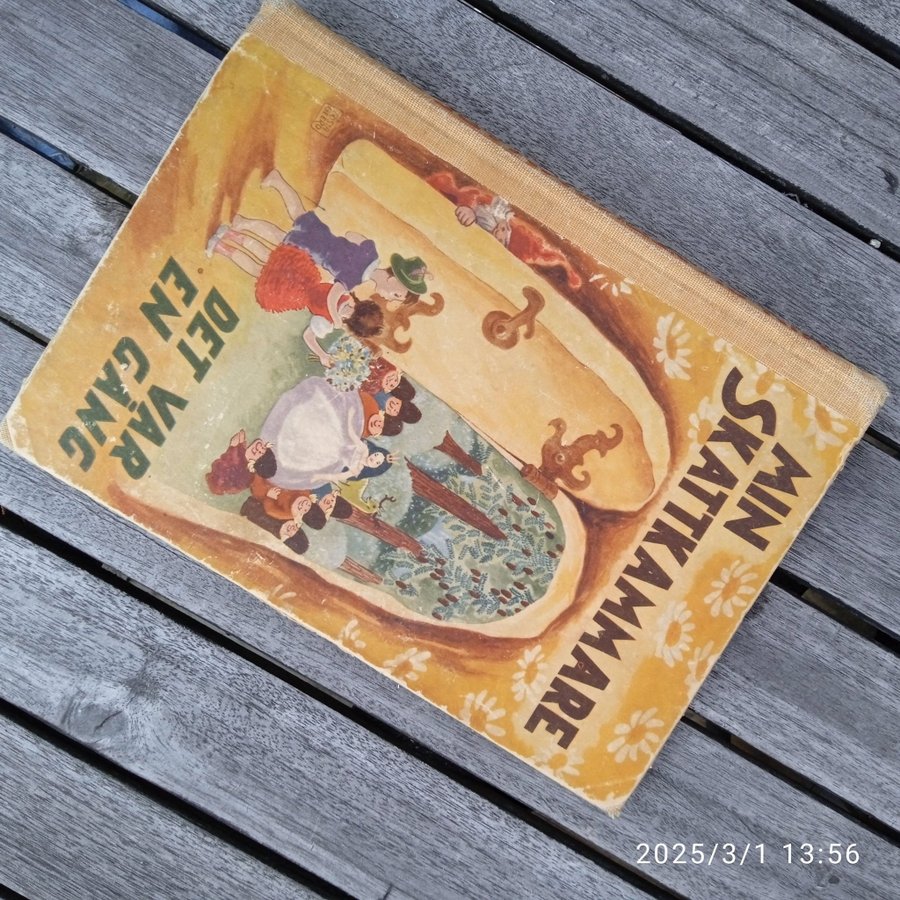 MIN
SKATTKAMMARE
DET VAR
EN GÅNG
2025/3/1 13:56